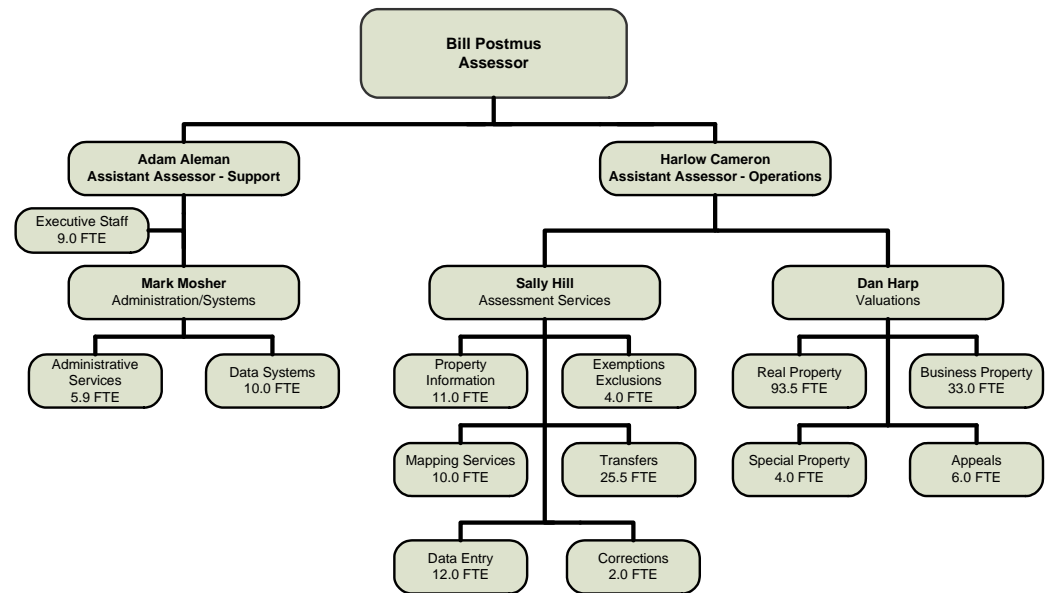 Bill Postmus
Assessor
Adam Aleman
Assistant Assessor - Support
Harlow Cameron
Assistant Assessor - Operations
Executive Staff
9.0 FTE
Mark Mosher
Administration/Systems
Sally Hill
Assessment Services
Dan Harp
Valuations
Administrative
Services
5.9 FTE
Data Systems
10.0 FTE
Property
Information
11.0 FTE
Exemptions
Exclusions
4.0 FTE
Real Property
93.5 FTE
Business Property
33.0 FTE
Mapping Services
10.0 FTE
Transfers
25.5 FTE
Special Property
4.0 FTE
Appeals
6.0 FTE
Data Entry
12.0 FTE
Corrections
2.0 FTE